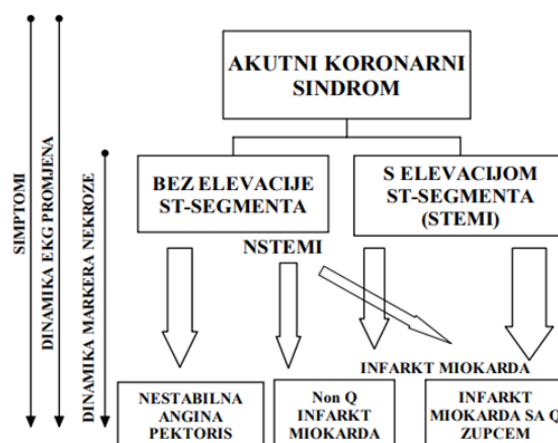 AKUTNI KORONARNI
SINDROM
BEZ ELEVACIJE
ST-SEGMENTA
S ELEVACIJOM
ST-SEGMENTA
(STEMI)
NSTEMI
SIMPTOMI
DINAMIKA EKG PROMJENA
DINAMIKA MARKERA NEKROZE
INFARKT MIOKARDA
NESTABILNA
ANGINA
PEKTORIS
Non Q
INFARKT
MIOKARDA
INFARKT
MIOKARDA SA Q
ZUPCEM